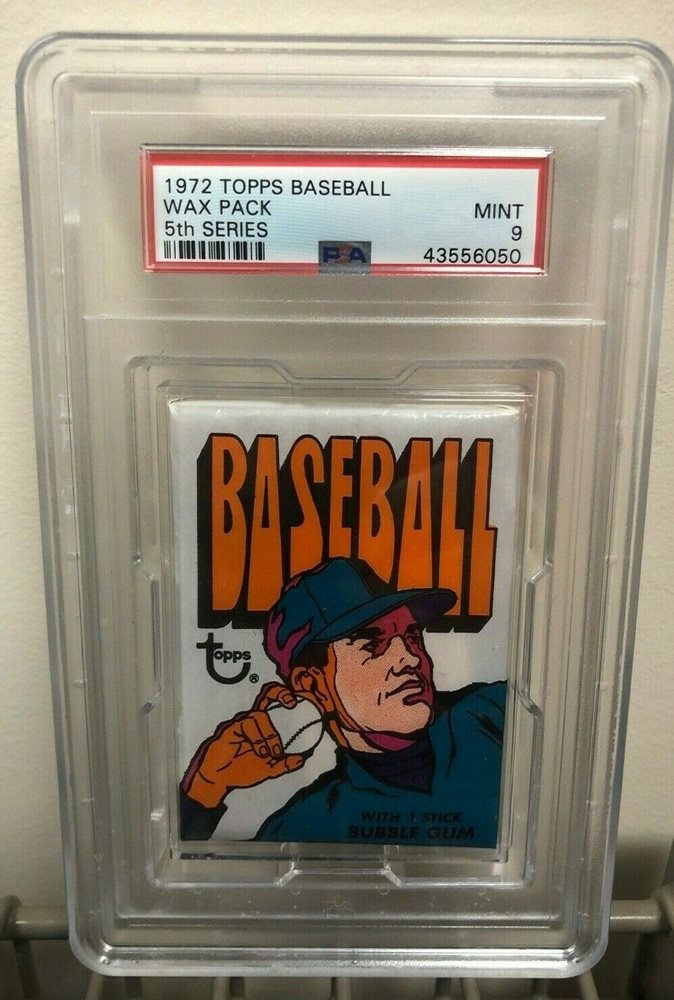 1972 TOPPS BASEBALL
WAX PACK MINT
5th SERIES 9
PSA 43556050
BASEBALL
Topps ®
WITH 1 STICK
BUBBLE GUM